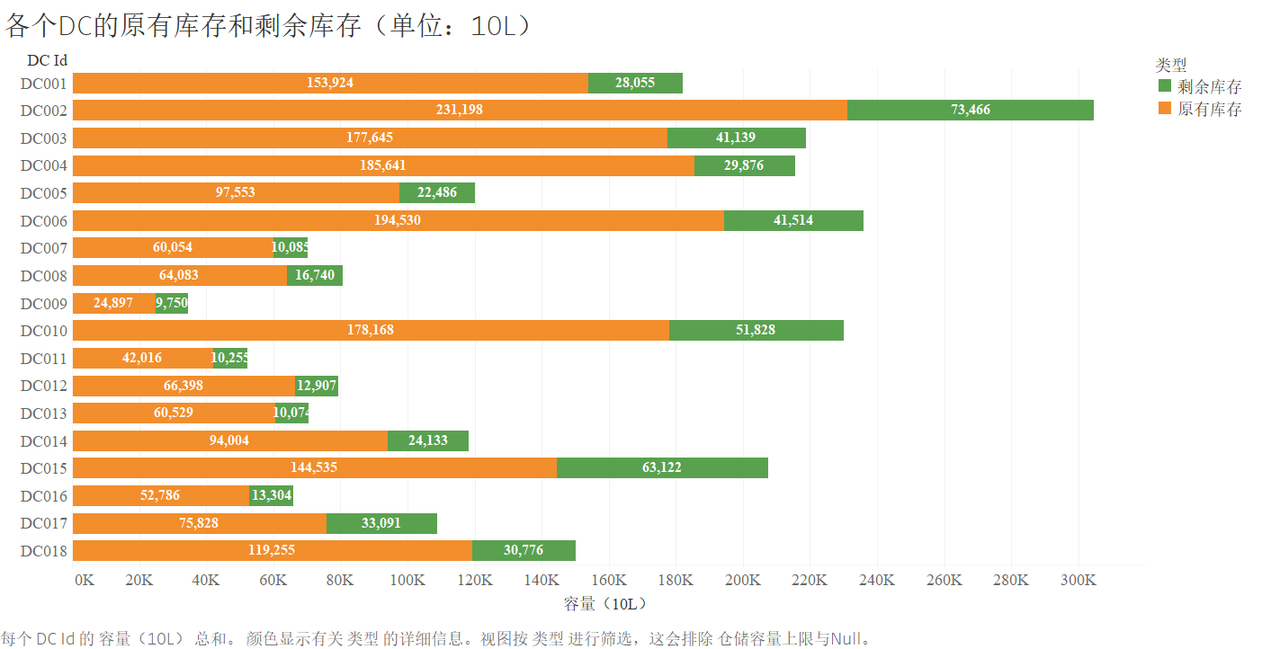 各个DC的原有库存和剩余库存（单位：10L）
DC Id
类型
剩余库存
原有库存
DC001 153,924 28,055
DC002 231,198 73,466
DC003 177,645 41,139
DC004 185,641 29,876
DC005 97,553 22,486
DC006 194,530 41,514
DC007 60,054 10,085
DC008 64,083 16,740
DC009 24,897 9,750
DC010 178,168 51,828
DC011 42,016 10,255
DC012 66,398 12,907
DC013 60,529 10,074
DC014 94,004 24,133
DC015 144,535 63,122
DC016 52,786 13,304
DC017 75,828 33,091
DC018 119,255 30,776
0K 20K 40K 60K 80K 100K 120K 140K 160K 180K 200K 220K 240K 260K 280K 300K
容量（10L）
每个 DC Id 的 容量（10L） 总和。 颜色显示有关 类型 的详细信息。视图按 类型 进行筛选，这会排除 仓储容量上限与Null。